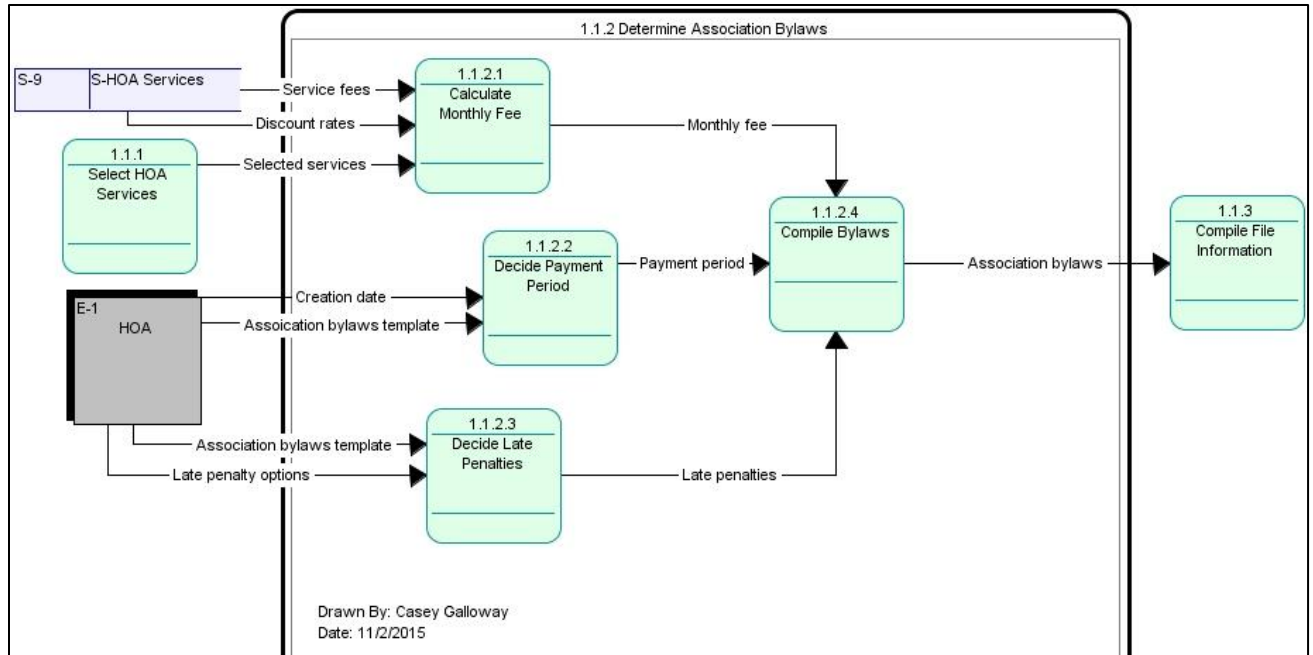 1.1.2 Determine Association Bylaws
S-9
S-HOA Services
Service fees
Discount rates
Selected services
1.1.1
Select HOA
Services
1.1.2.1
Calculate
Monthly Fee
Monthly fee
1.1.2.2
Decide Payment
Period
Payment period
1.1.2.4
Compile Bylaws
Association bylaws
1.1.3
Compile File
Information
E-1
HOA
Creation date
Assoication bylaws template
1.1.2.3
Decide Late
Penalties
Association bylaws template
Late penalty options
Late penalties
Drawn By: Casey Galloway
Date: 11/2/2015